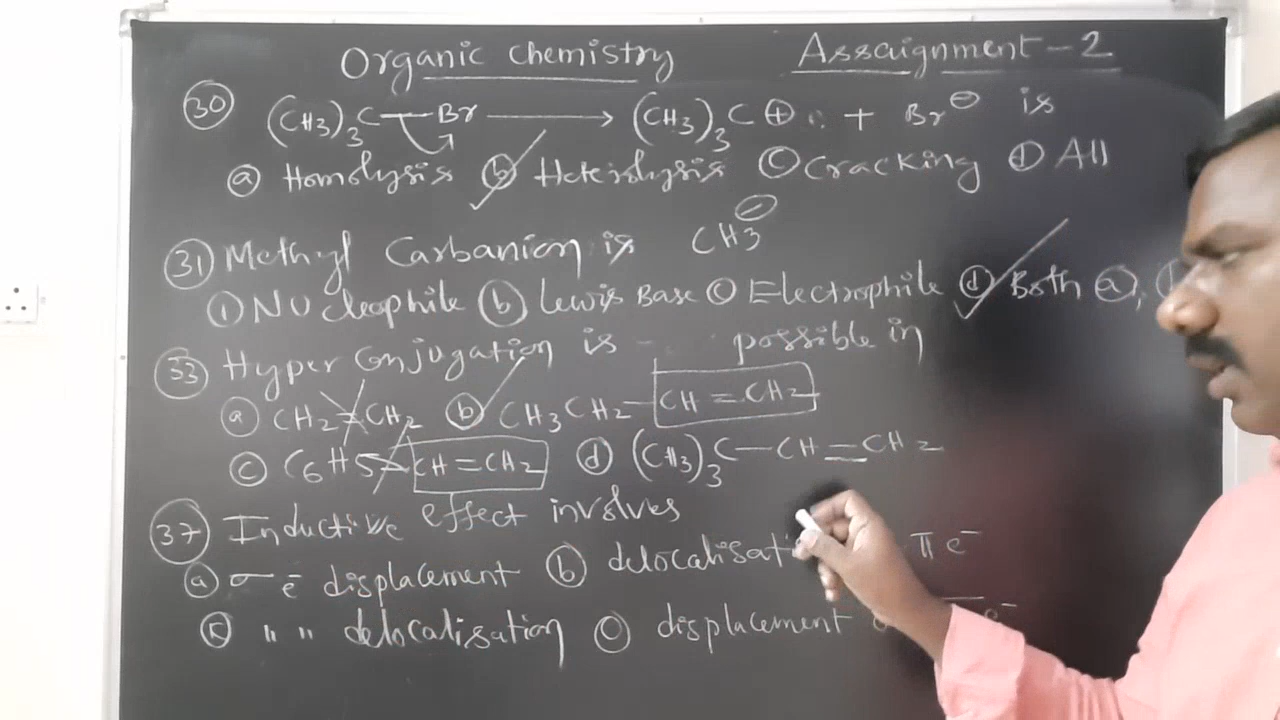 Organic Chemistry Assaignment-2
30 (CH3)3C—Br → (CH3)3C⊕ + Br⊖ is
a Homolysis b Heterolysis c Cracking d All
31 Methyl Carbanion is CH3⊖
1 NUcleophile b Lewis Base c Electrophile d Both a,
33 Hyper Conjugation is possible in
a CH2=CH2 b CH3CH2-CH=CH2
c C6H5-CH=CH2 d (CH3)3C-CH=CH2
37 Inductive effect involves
a σ e- displacement b π e-
" " delocalisation c displacement e-